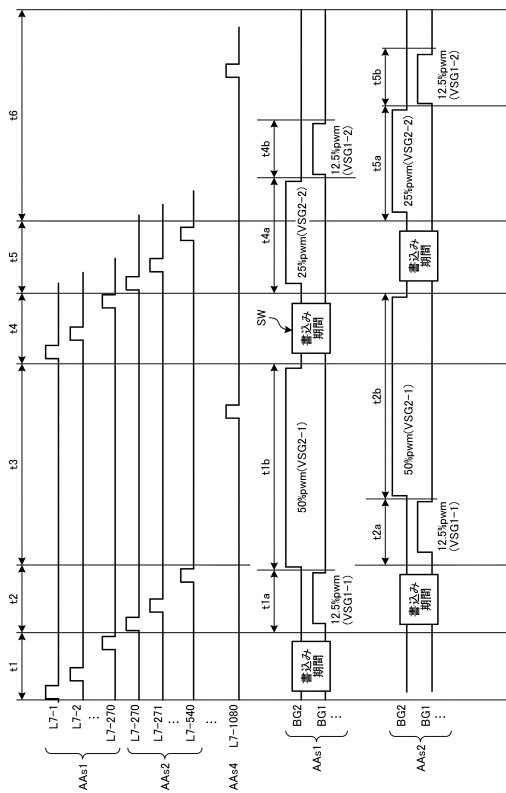 t1
t2
t3
t4
t5
t6
L7-1
L7-2
⋮
L7-270
AAs1
L7-270
L7-271
⋮
L7-540
AAs2
⋮
AAs4
L7-1080
BG2
BG1
⋮
AAs1
書込み
期間
t1a
12.5%pwm
(VSG1-1)
t1b
50%pwm(VSG2-1)
SW
書込み
期間
t4a
25%pwm(VSG2-2)
t4b
12.5%pwm
(VSG1-2)
BG2
BG1
⋮
AAs2
書込み
期間
t2a
12.5%pwm
(VSG1-1)
t2b
50%pwm(VSG2-1)
書込み
期間
t5a
25%pwm(VSG2-2)
t5b
12.5%pwm
(VSG1-2)